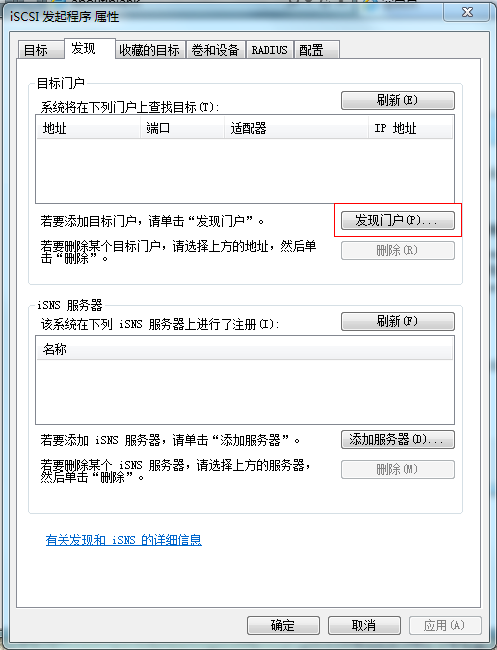 iSCSI 发起程序 属性
目标 发现 收藏的目标 卷和设备 RADIUS 配置
目标门户
系统将在下列门户上查找目标(T): 刷新(E)
地址 端口 适配器 IP 地址
若要添加目标门户，请单击“发现门户”。 发现门户(P)...
若要删除某个目标门户，请选择上方的地址，然后单 删除(R)
击“删除”。
iSNS 服务器
该系统在下列 iSNS 服务器上进行了注册(I): 刷新(F)
名称
若要添加 iSNS 服务器，请单击“添加服务器”。 添加服务器(D)...
若要删除某个 iSNS 服务器，请选择上方的服务器， 删除(M)
然后单击“删除”。
有关发现和 iSNS 的详细信息
确定 取消 应用(A)